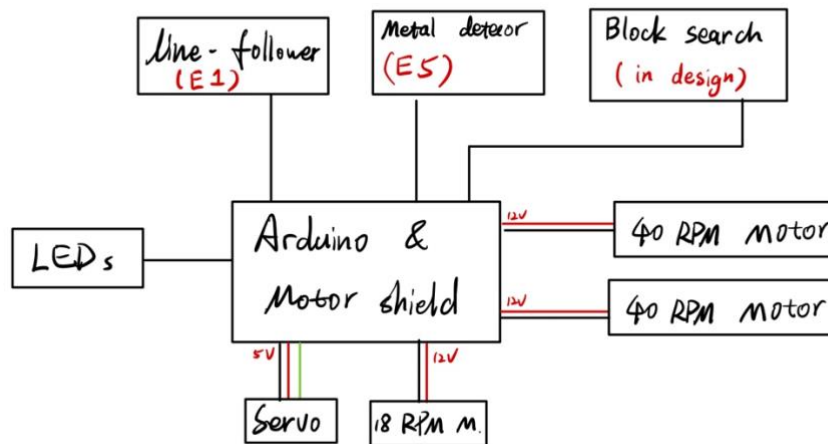 Line-follower
(E1)
Metal detecor
(E5)
Block search
(in design)
LEDs
Arduino &
Motor shield
12V
40 RPM Motor
12V
40 RPM Motor
5V
12V
Servo
18 RPM M.